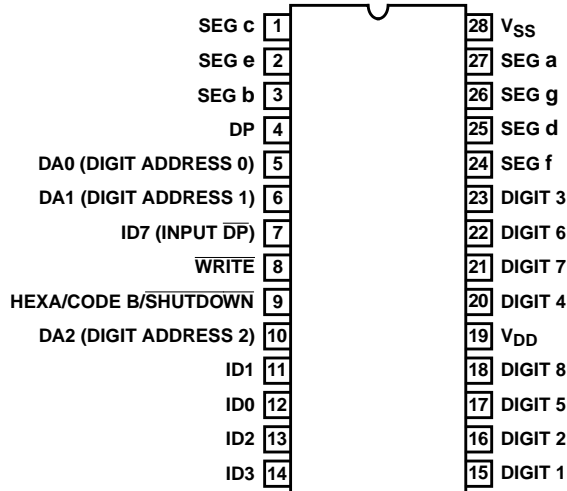 SEG c 1 28 VSS
SEG e 2 27 SEG a
SEG b 3 26 SEG g
DP 4 25 SEG d
DA0 (DIGIT ADDRESS 0) 5 24 SEG f
DA1 (DIGIT ADDRESS 1) 6 23 DIGIT 3
ID7 (INPUT DP) 7 22 DIGIT 6
WRITE 8 21 DIGIT 7
HEXA/CODE B/SHUTDOWN 9 20 DIGIT 4
DA2 (DIGIT ADDRESS 2) 10 19 VDD
ID1 11 18 DIGIT 8
ID0 12 17 DIGIT 5
ID2 13 16 DIGIT 2
ID3 14 15 DIGIT 1